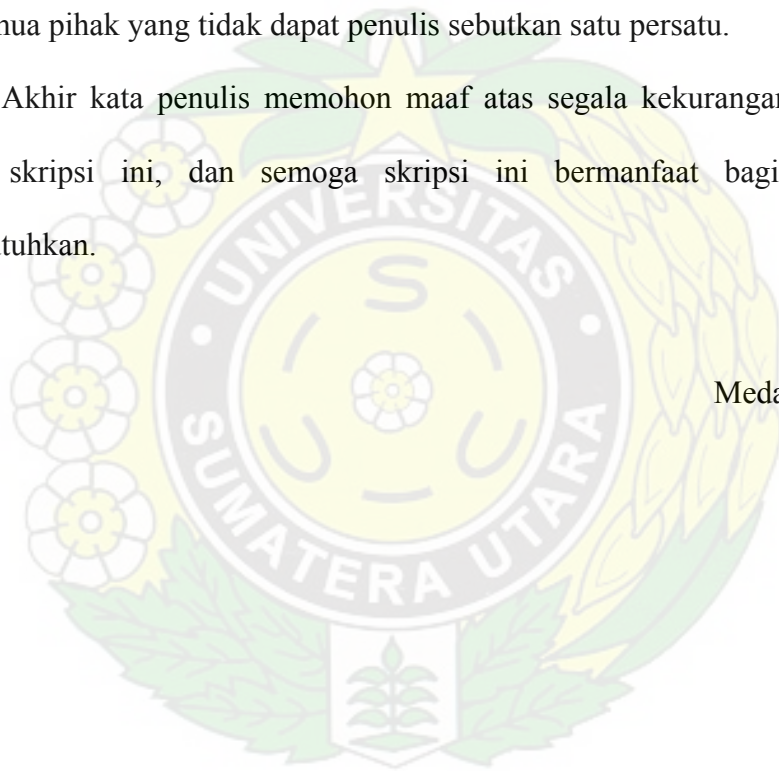 nua pihak yang tidak dapat penulis sebutkan satu persatu.
Akhir kata penulis memohon maaf atas segala kekurangan
skripsi ini, dan semoga skripsi ini bermanfaat bagi
tuhkan.
UNIVERSITAS
S
U U
Meda
SUMATERA UTARA